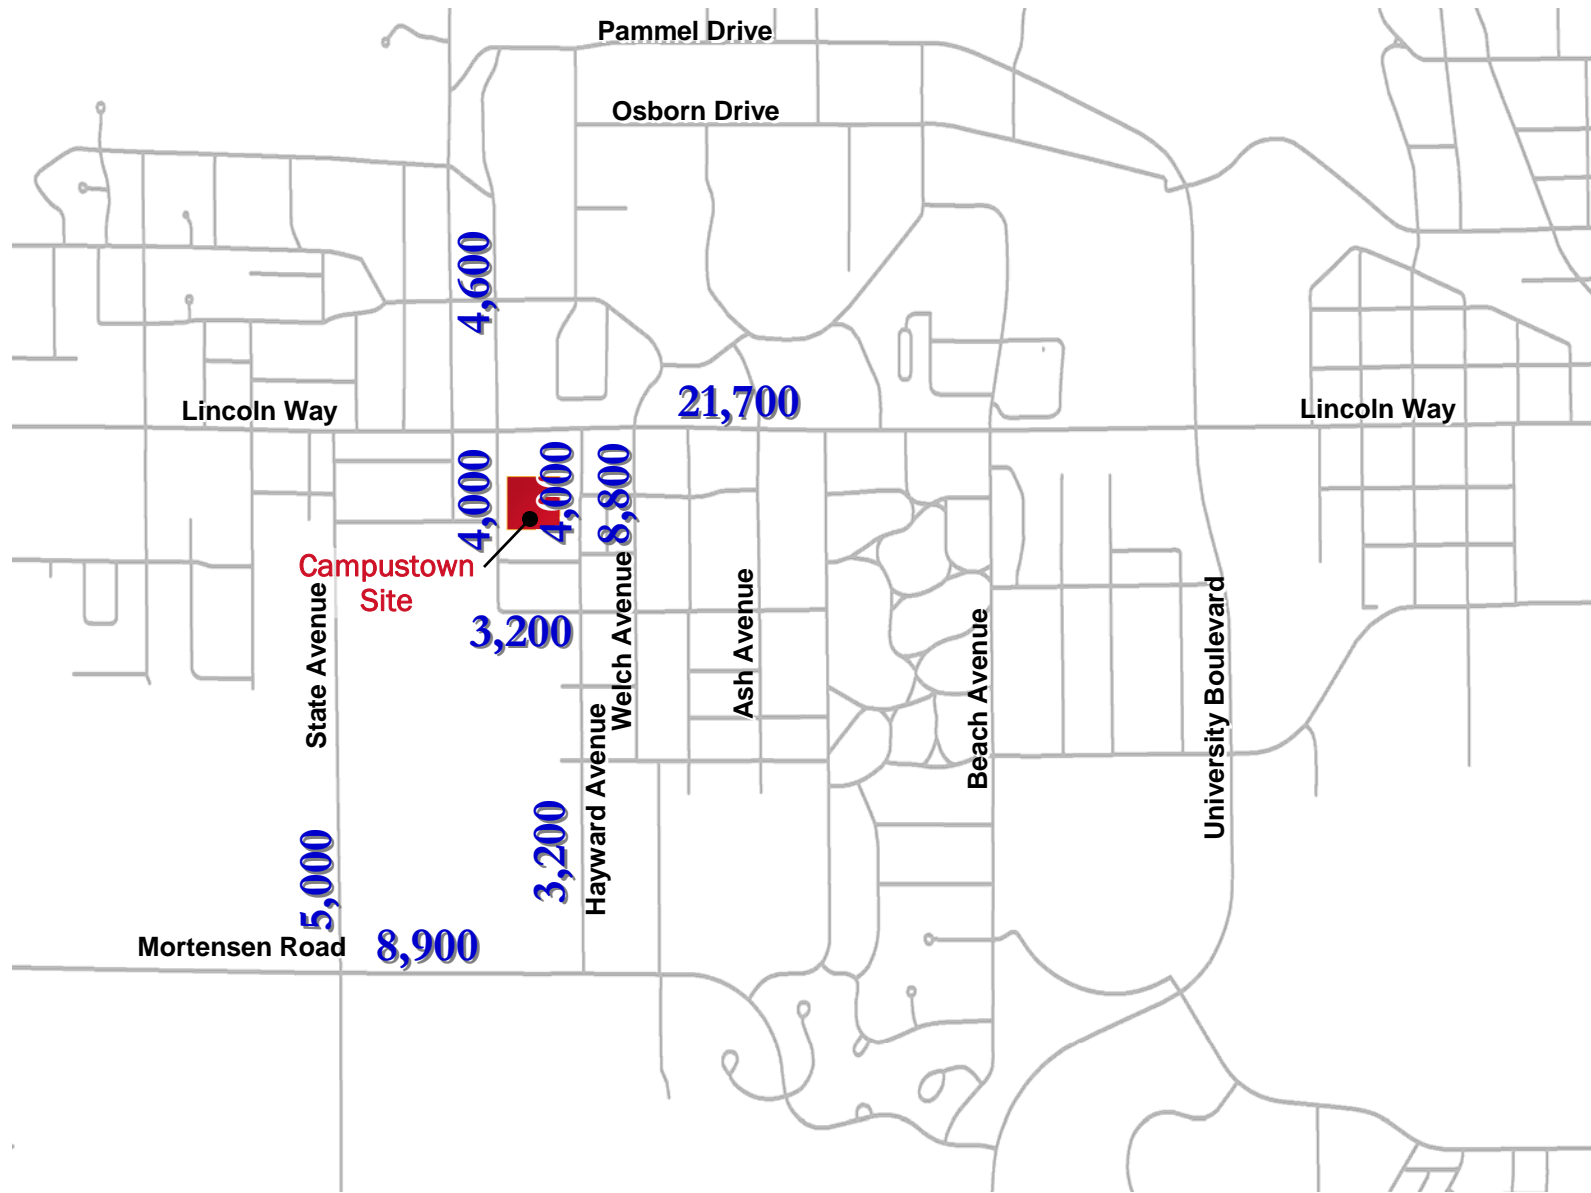 Pammel Drive
Osborn Drive
4,600
21,700
Lincoln Way
Lincoln Way
4,000
4,000
8,800
Campustown
Site
3,200
State Avenue
Welch Avenue
Ash Avenue
Beach Avenue
University Boulevard
Hayward Avenue
3,200
5,000
Mortensen Road
8,900